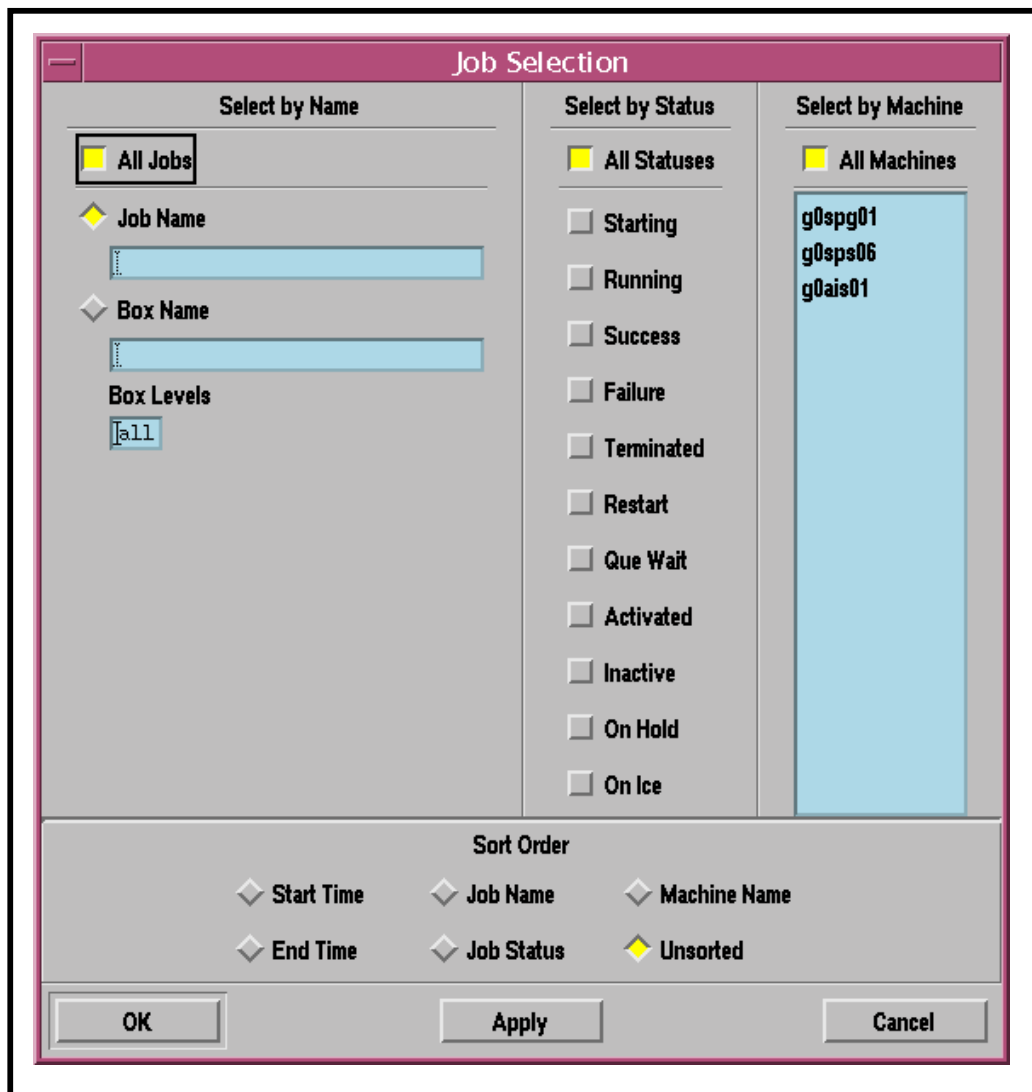 Job Selection
Select by Name
All Jobs
Job Name
Box Name
Box Levels
all
Select by Status
All Statuses
Starting
Running
Success
Failure
Terminated
Restart
Que Wait
Activated
Inactive
On Hold
On Ice
Select by Machine
All Machines
g0spg01
g0sps06
g0ais01
Sort Order
Start Time
Job Name
Machine Name
End Time
Job Status
Unsorted
OK
Apply
Cancel